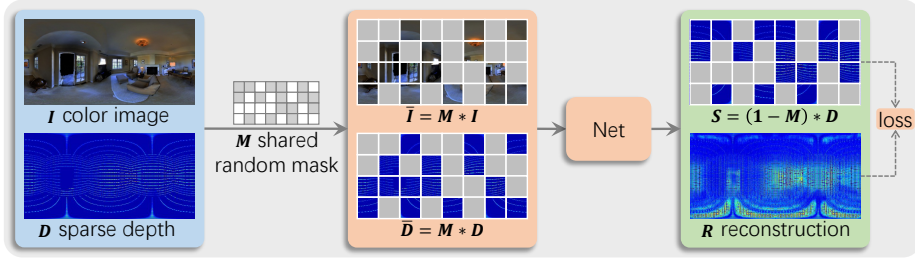 I color image
D sparse depth
M shared
random mask
Ī = M * I
D̄ = M * D
Net
S = (1 − M) * D
R reconstruction
loss